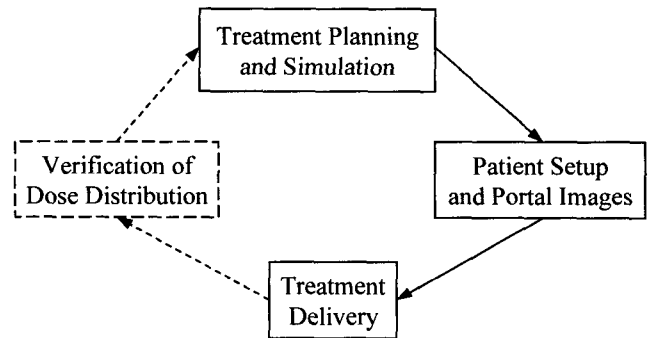 Treatment Planning
and Simulation
Verification of
Dose Distribution
Patient Setup
and Portal Images
Treatment
Delivery